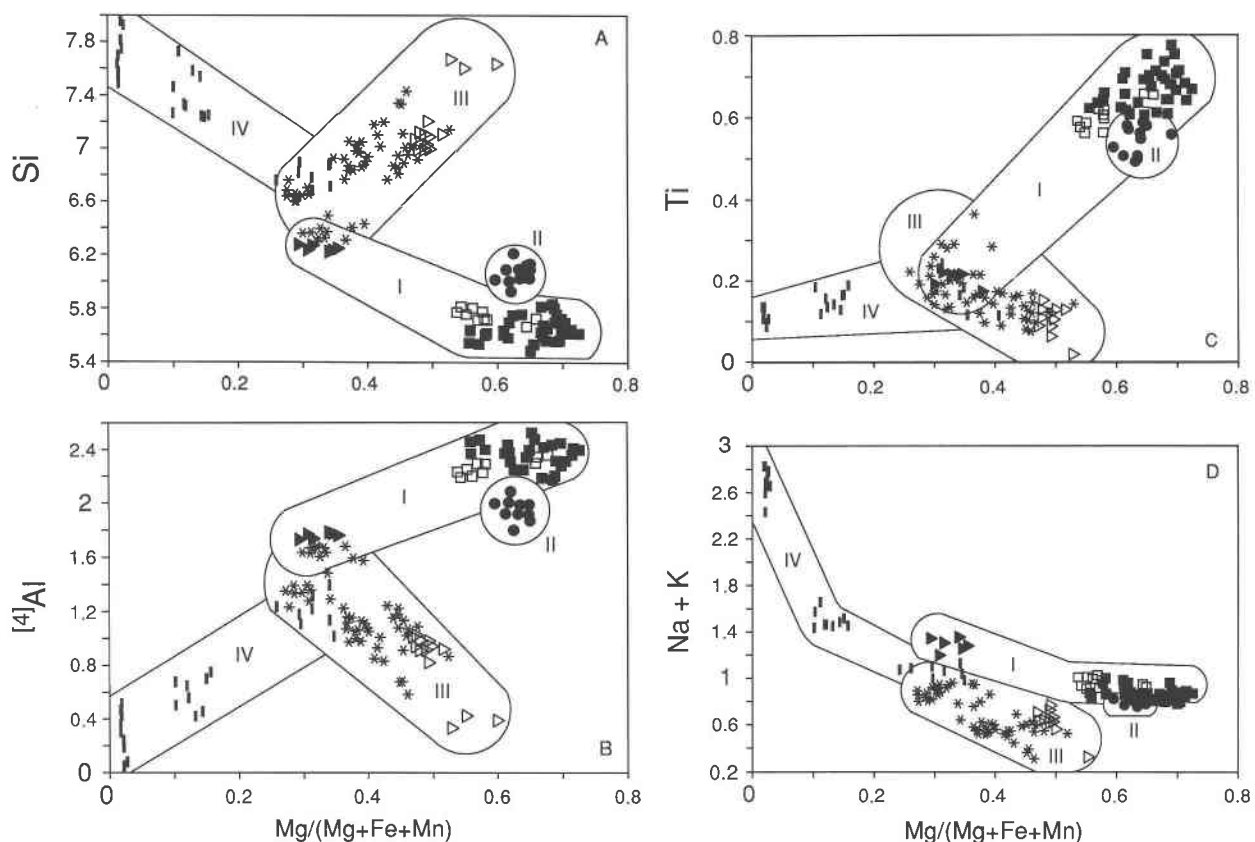 A
Si
7.8
7.4
7
6.6
6.2
5.8
5.4
0
0.2
0.4
0.6
0.8
IV
III
II
I
C
Ti
0.8
0.6
0.4
0.2
0
0
0.2
0.4
0.6
0.8
I
II
III
IV
B
[4]Al
2.4
2
1.6
1.2
0.8
0.4
0
0
0.2
0.4
0.6
0.8
Mg/(Mg+Fe+Mn)
I
II
IV
III
D
Na + K
3
2.6
2.2
1.8
1.4
1
0.6
0.2
0
0.2
0.4
0.6
0.8
Mg/(Mg+Fe+Mn)
IV
I
II
III